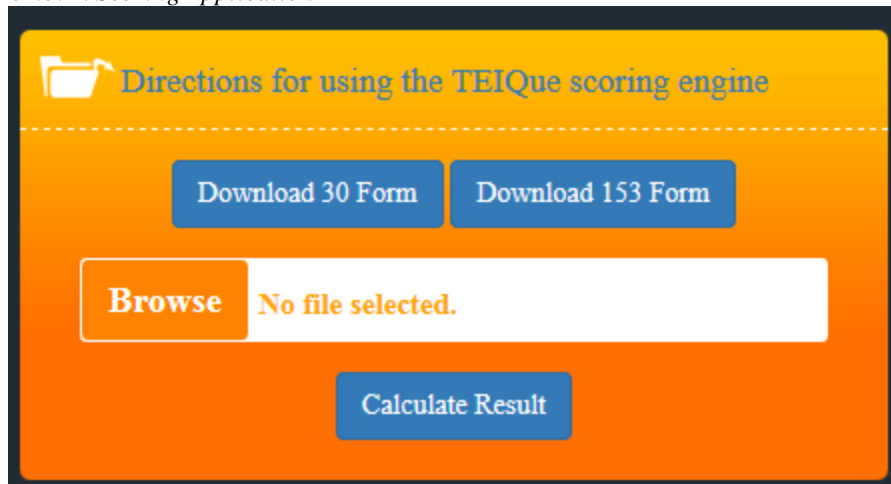 Directions for using the TEIQue scoring engine
Download 30 Form Download 153 Form
Browse No file selected.
Calculate Result